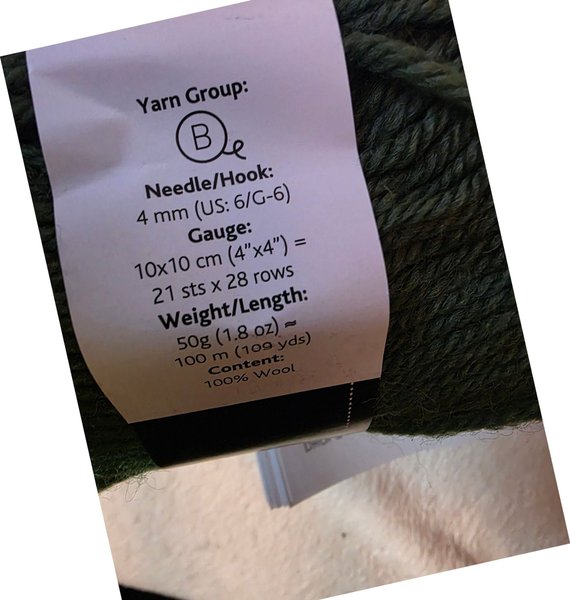 Yarn Group:
B
Needle/Hook:
4 mm (US: 6/G-6)
Gauge:
10x10 cm (4"x4") =
21 sts x 28 rows
Weight/Length:
50g (1.8 oz) ≈
100 m (109 yds)
Content:
100% Wool